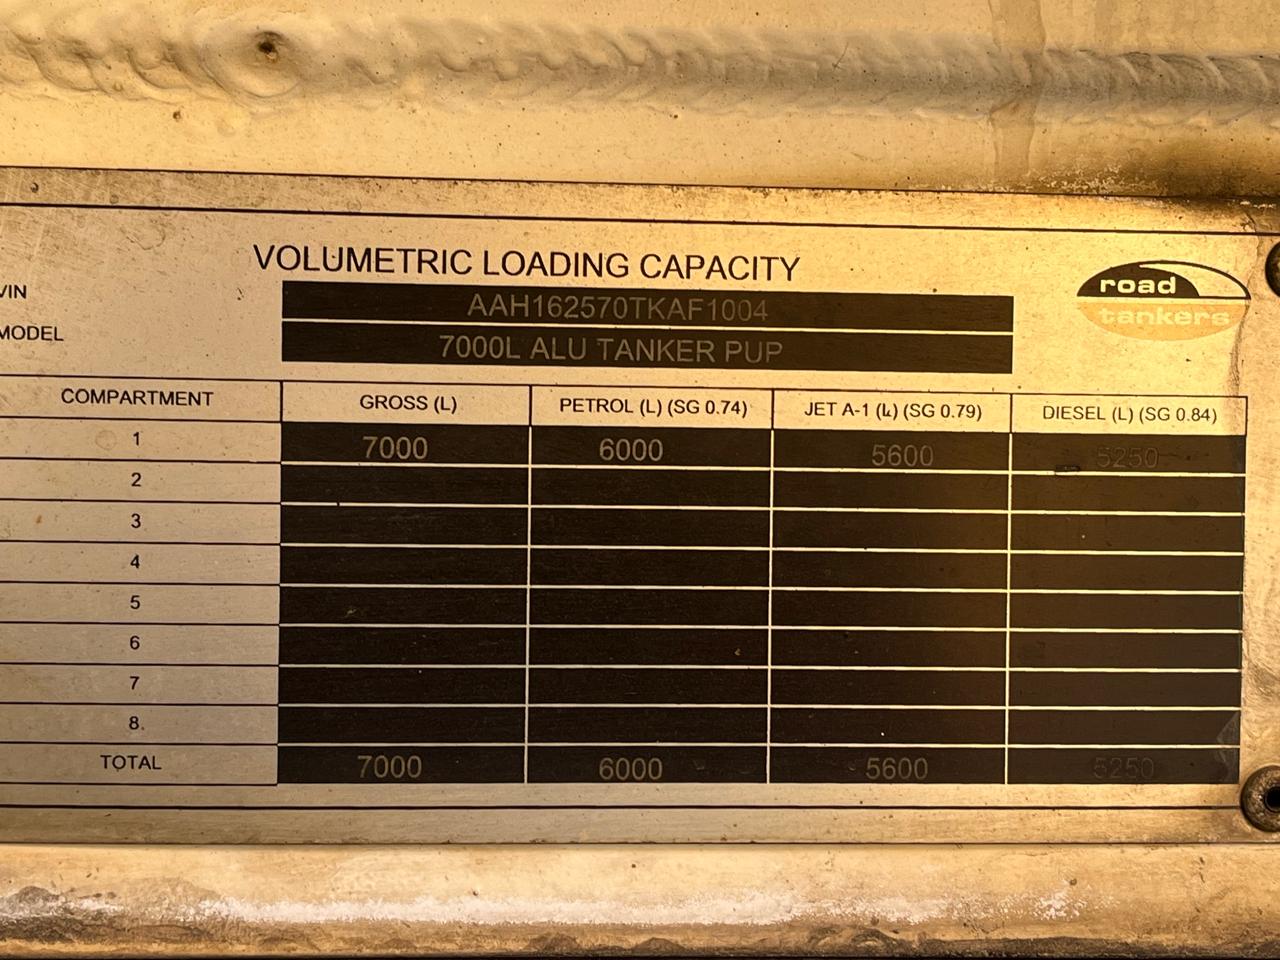 VOLUMETRIC LOADING CAPACITY
road
tankers
VIN AAH162570TKAF1004
MODEL 7000L ALU TANKER PUP
COMPARTMENT GROSS (L) PETROL (L) (SG 0.74) JET A-1 (L) (SG 0.79) DIESEL (L) (SG 0.84)
1 7000 6000 5600 5250
2
3
4
5
6
7
8.
TOTAL 7000 6000 5600 5250